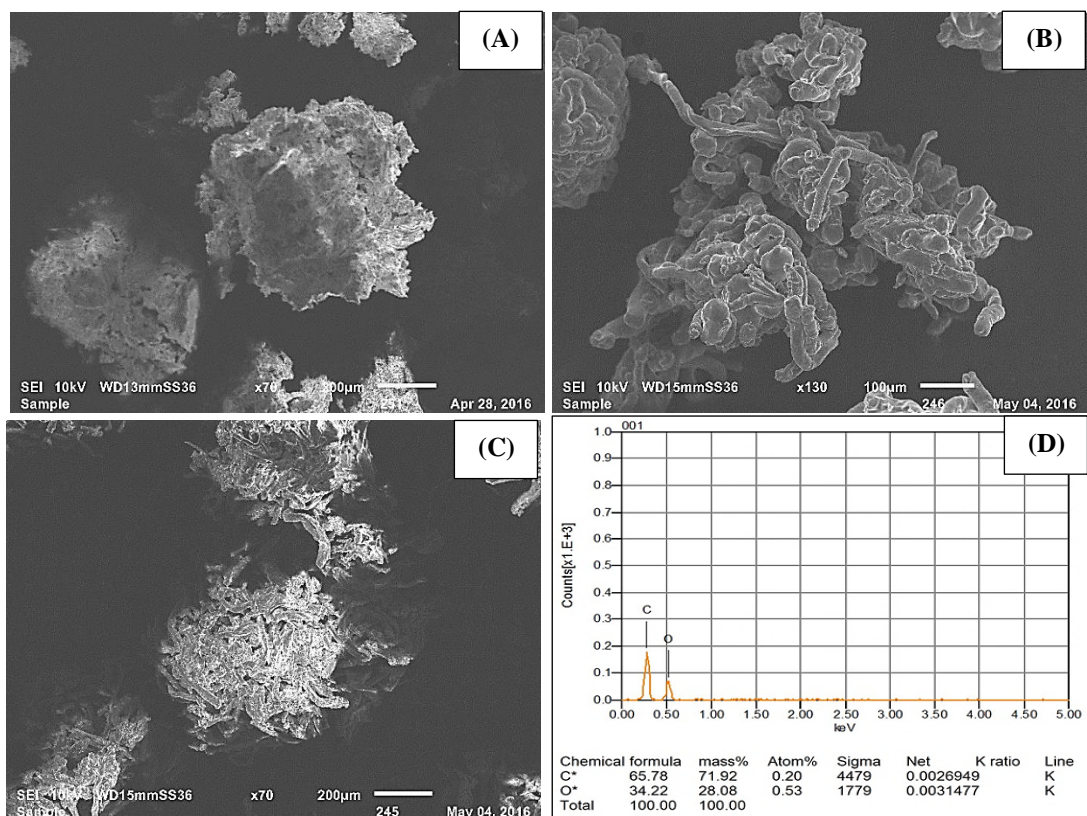 (A)
SEI 10kV WD13mmSS36 x70 200µm
Sample Apr 28, 2016
(B)
SEI 10kV WD15mmSS36 x130 100µm
Sample 246 May 04, 2016
(C)
SEI 10kV WD15mmSS36 x70 200µm
Sample 245 May 04, 2016
(D)
001
Counts[x1.E+3]
1.0
0.9
0.8
0.7
0.6
0.5
0.4
0.3
0.2
0.1
0.0
C
O
0.00 0.50 1.00 1.50 2.00 2.50 3.00 3.50 4.00 4.50 5.00
keV
Chemical formula mass% Atom% Sigma Net K ratio Line
C* 65.78 71.92 0.20 4479 0.0026949 K
O* 34.22 28.08 0.53 1779 0.0031477 K
Total 100.00 100.00